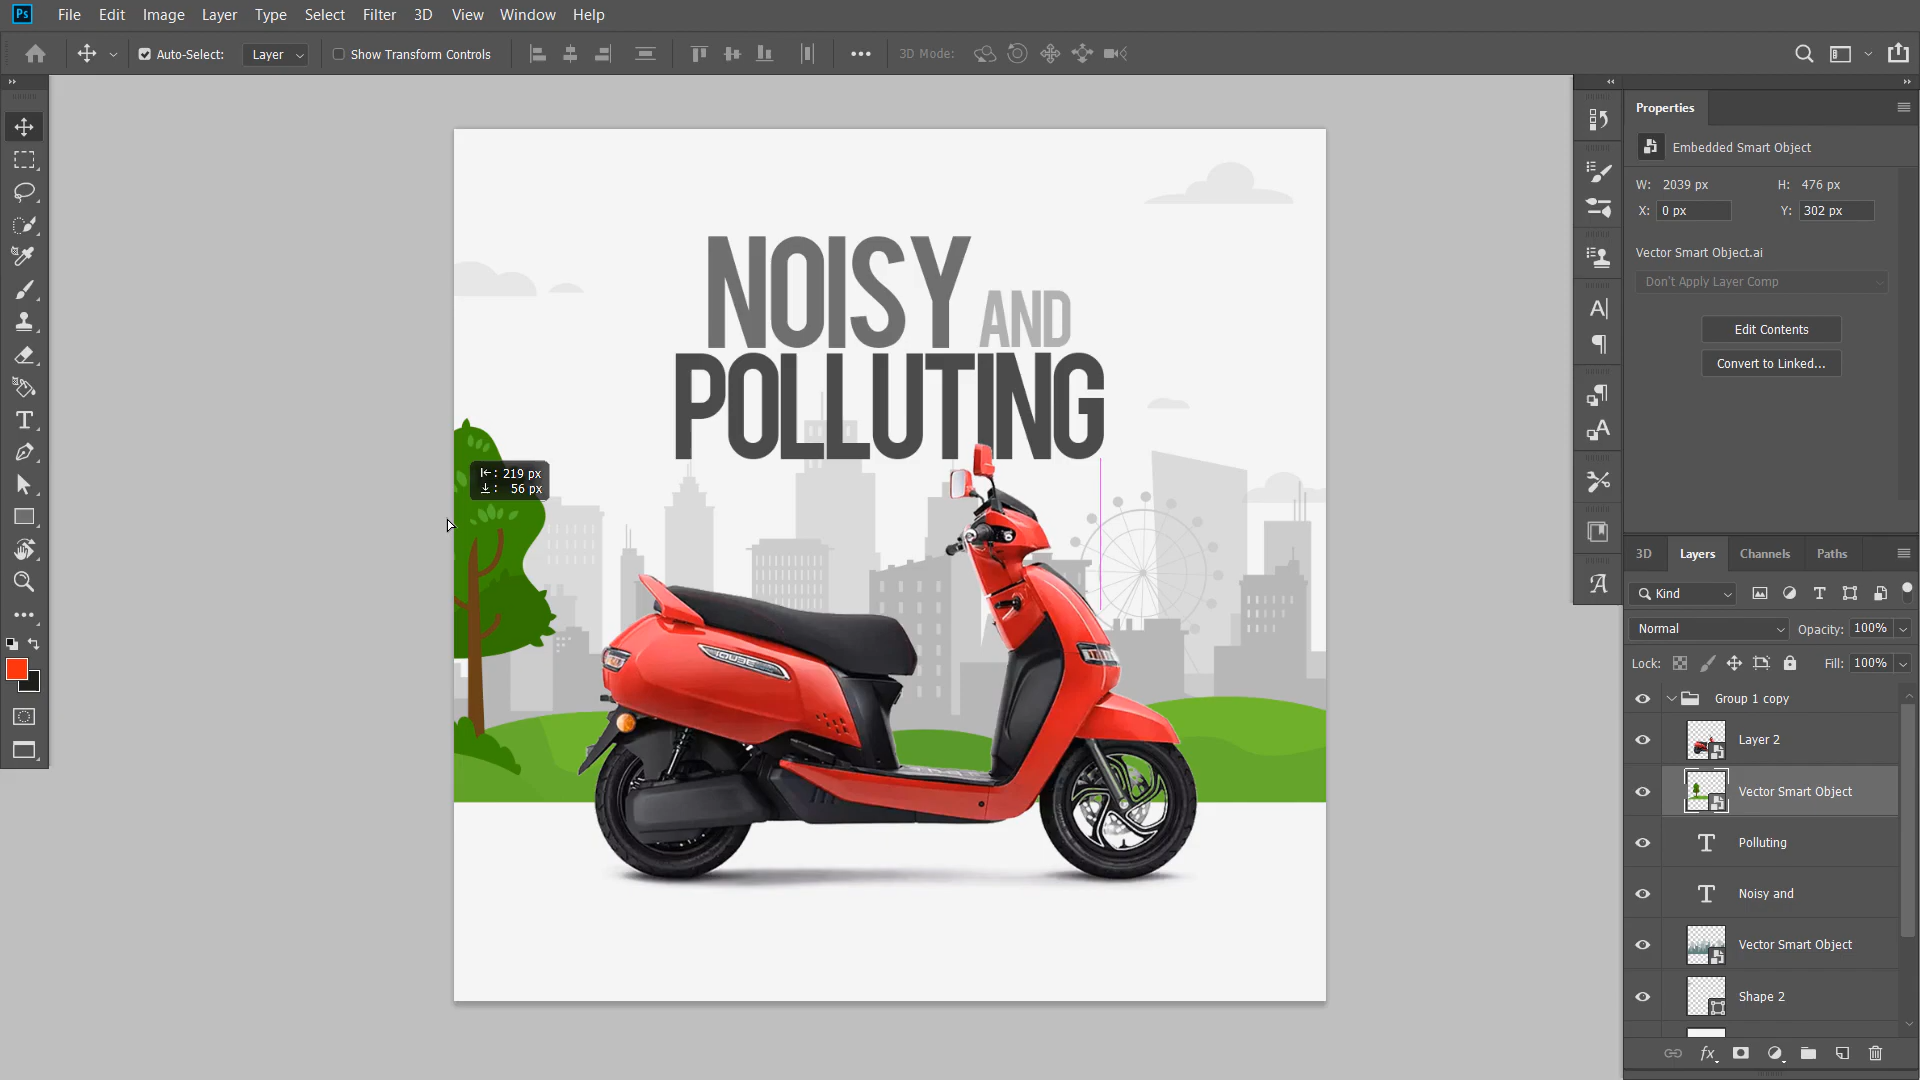 Ps File Edit Image Layer Type Select Filter 3D View Window Help
Auto-Select: Layer Show Transform Controls 3D Mode:
Properties
Embedded Smart Object
W: 2039 px H: 476 px
X: 0 px Y: 302 px
Vector Smart Object.ai
Don't Apply Layer Comp
Edit Contents
Convert to Linked...
NOISY AND
POLLUTING
219 px
56 px
iQUBE
3D Layers Channels Paths
Kind
Normal Opacity: 100%
Lock: Fill: 100%
Group 1 copy
Layer 2
Vector Smart Object
Polluting
Noisy and
Vector Smart Object
Shape 2
fx